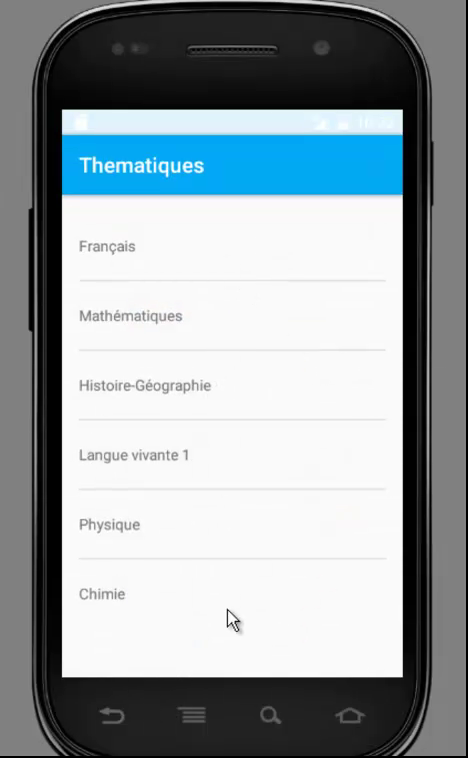 Thematiques
Français
Mathématiques
Histoire-Géographie
Langue vivante 1
Physique
Chimie